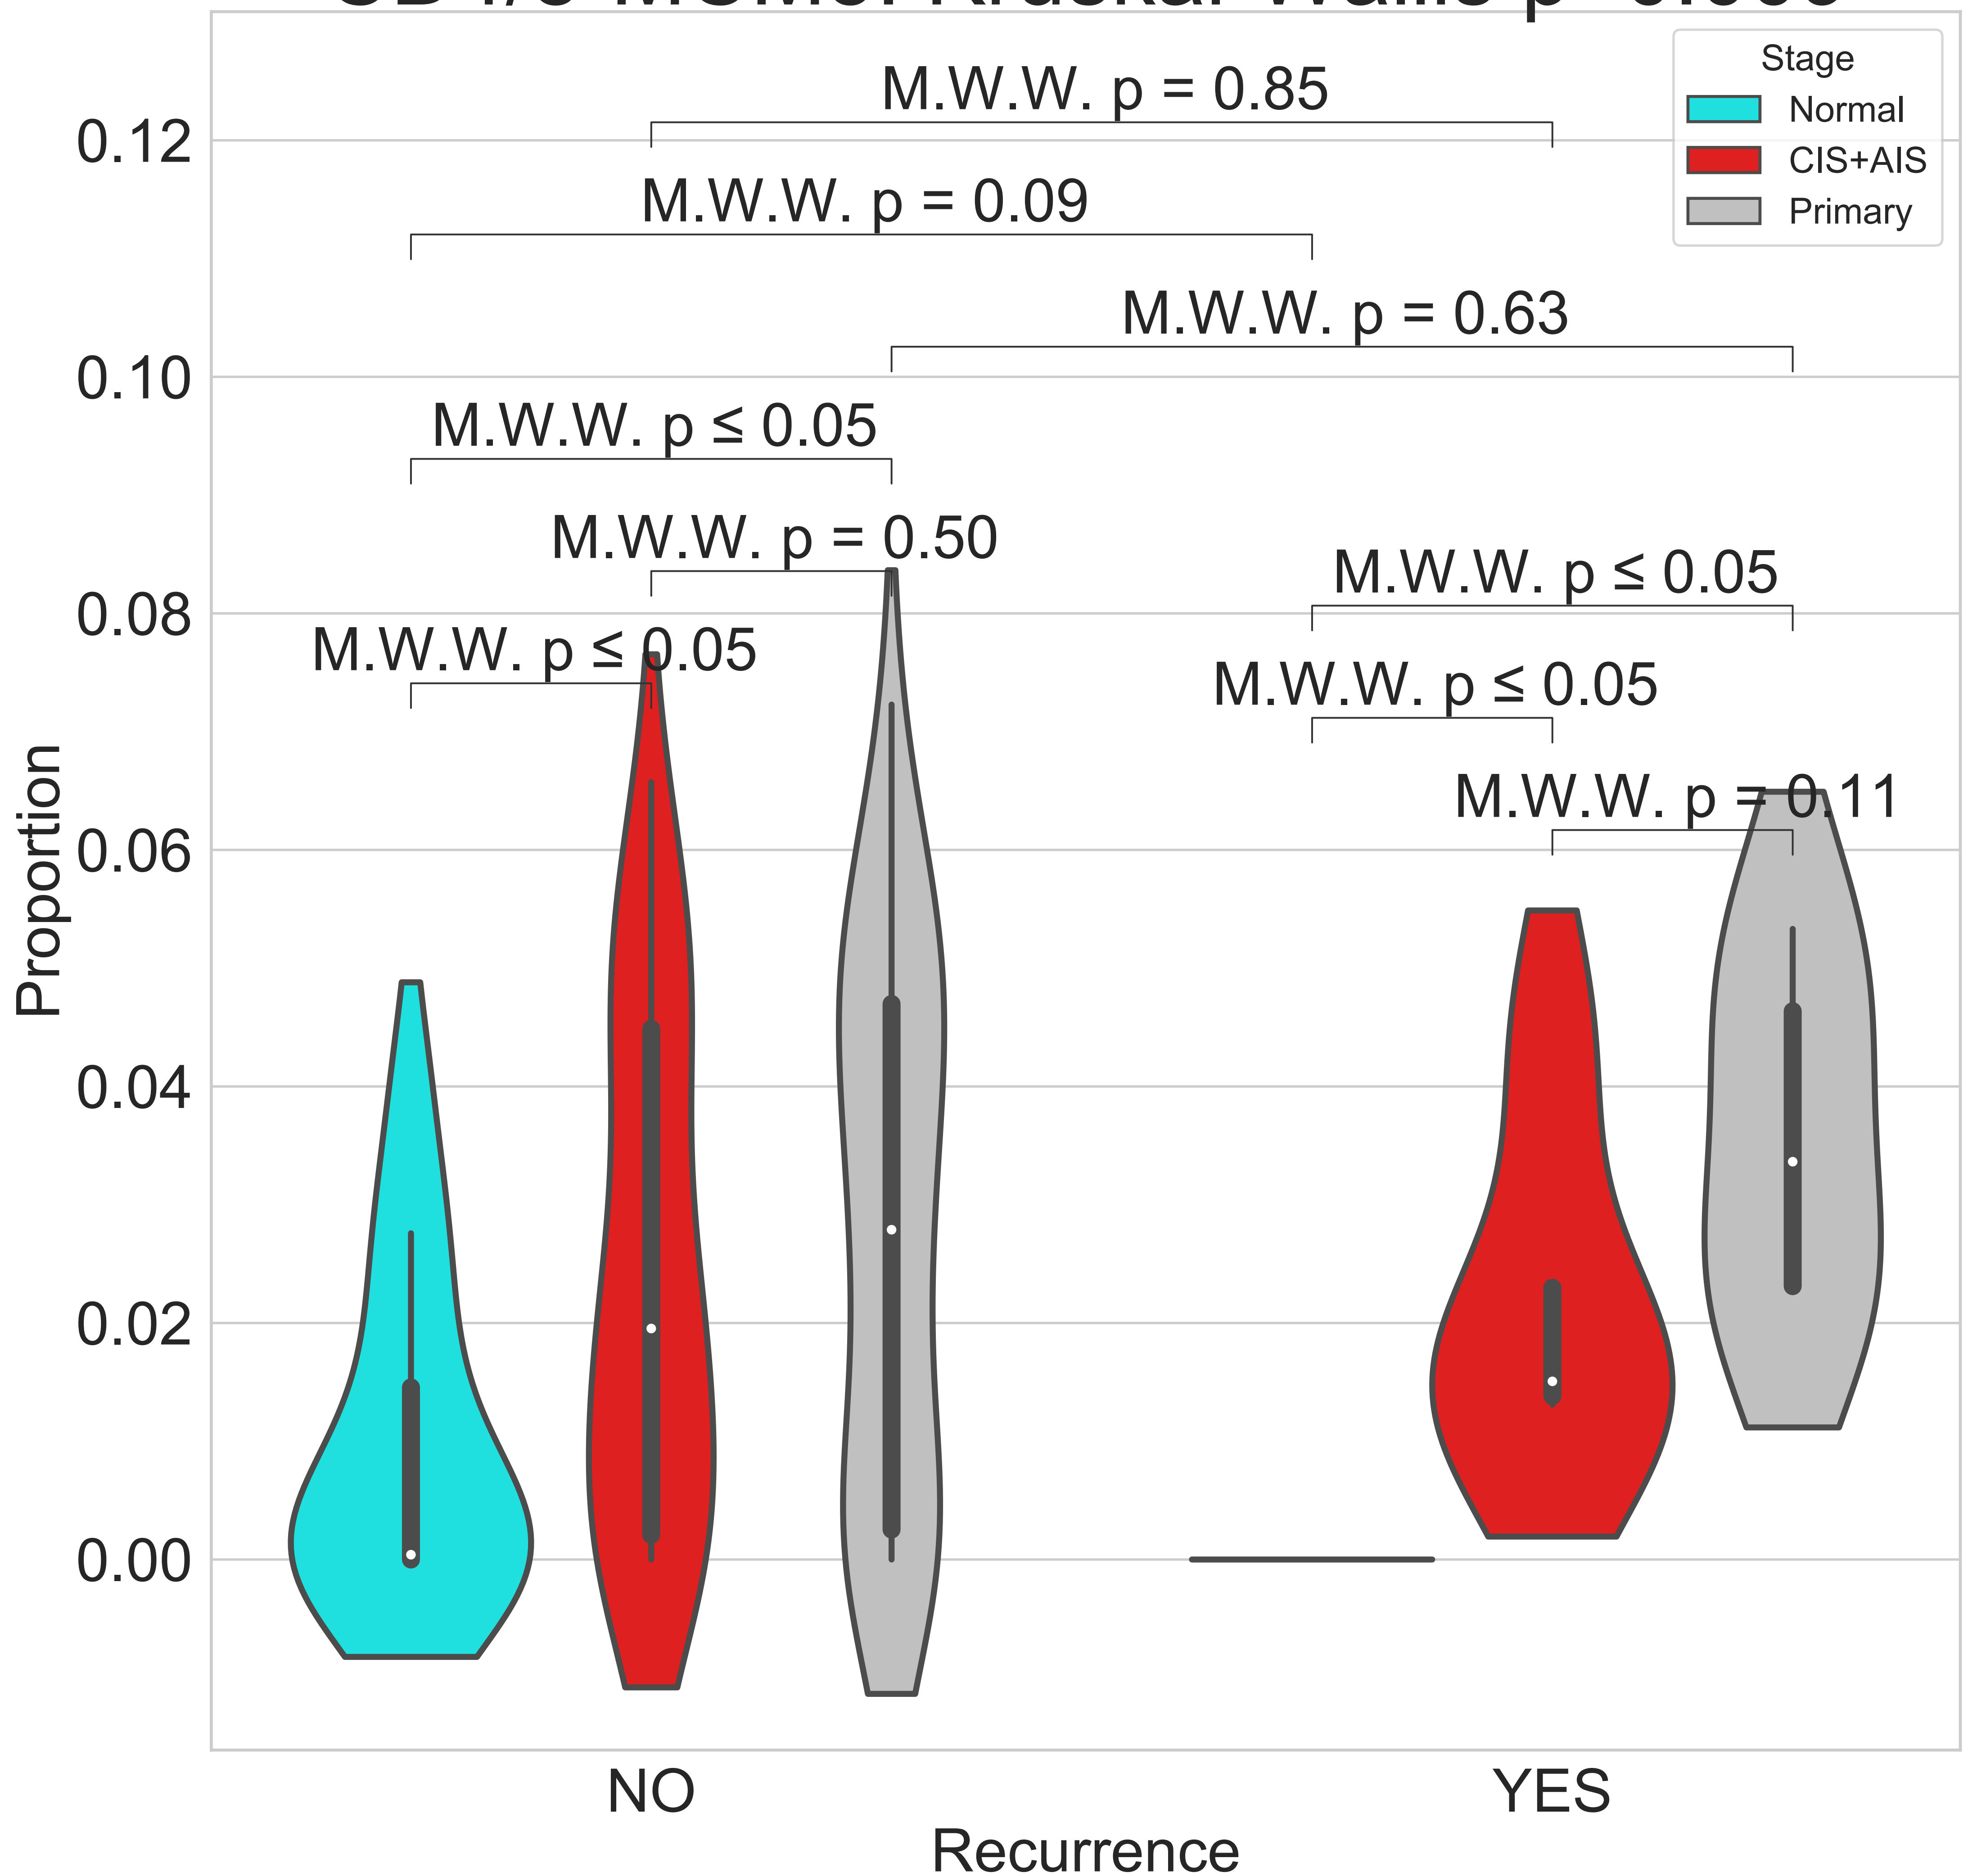 Stage
Normal
CIS+AIS
Primary
M.W.W. p = 0.85
M.W.W. p = 0.09
M.W.W. p = 0.63
M.W.W. p ≤ 0.05
M.W.W. p = 0.50
M.W.W. p ≤ 0.05
M.W.W. p ≤ 0.05
M.W.W. p ≤ 0.05
M.W.W. p = 0.11
0.12
0.10
0.08
0.06
0.04
0.02
0.00
Proportion
NO
YES
Recurrence